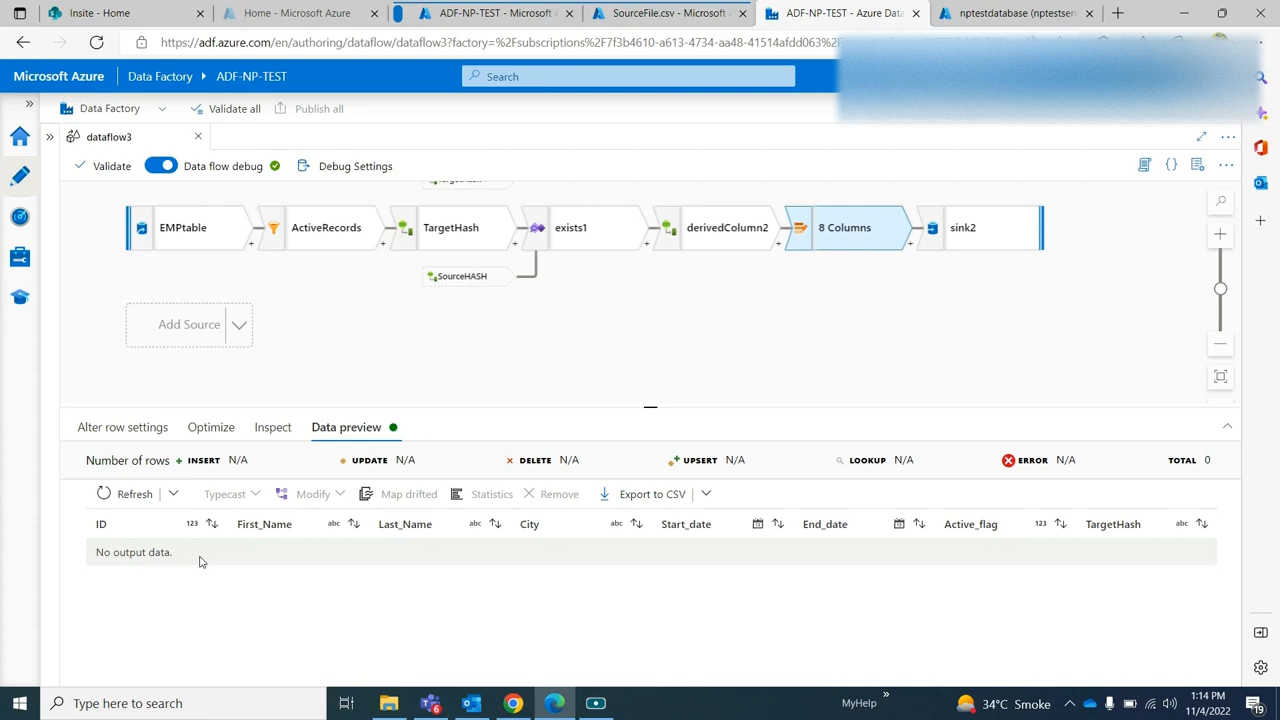 Insite - Home
Home - Microsoft Azure
ADF-NP-TEST - Microsoft A
SourceFile.csv - Microsoft A
ADF-NP-TEST - Azure Data
nptestdatabase (nptestserv
https://adf.azure.com/en/authoring/dataflow/dataflow3?factory=%2Fsubscriptions%2F7f3b4610-a613-4734-aa48-41514afdd063%2F
Microsoft Azure
Data Factory
ADF-NP-TEST
Search
Data Factory
Validate all
Publish all
dataflow3
Validate
Data flow debug
Debug Settings
EMPtable
ActiveRecords
TargetHash
exists1
derivedColumn2
8 Columns
sink2
SourceHASH
Add Source
Alter row settings
Optimize
Inspect
Data preview
Number of rows
INSERT N/A
UPDATE N/A
DELETE N/A
UPSERT N/A
LOOKUP N/A
ERROR N/A
TOTAL 0
Refresh
Typecast
Modify
Map drifted
Statistics
Remove
Export to CSV
ID 123
First_Name abc
Last_Name abc
City abc
Start_date
End_date
Active_flag 123
TargetHash abc
No output data.
Type here to search
MyHelp
34°C Smoke
1:14 PM
11/4/2022
19